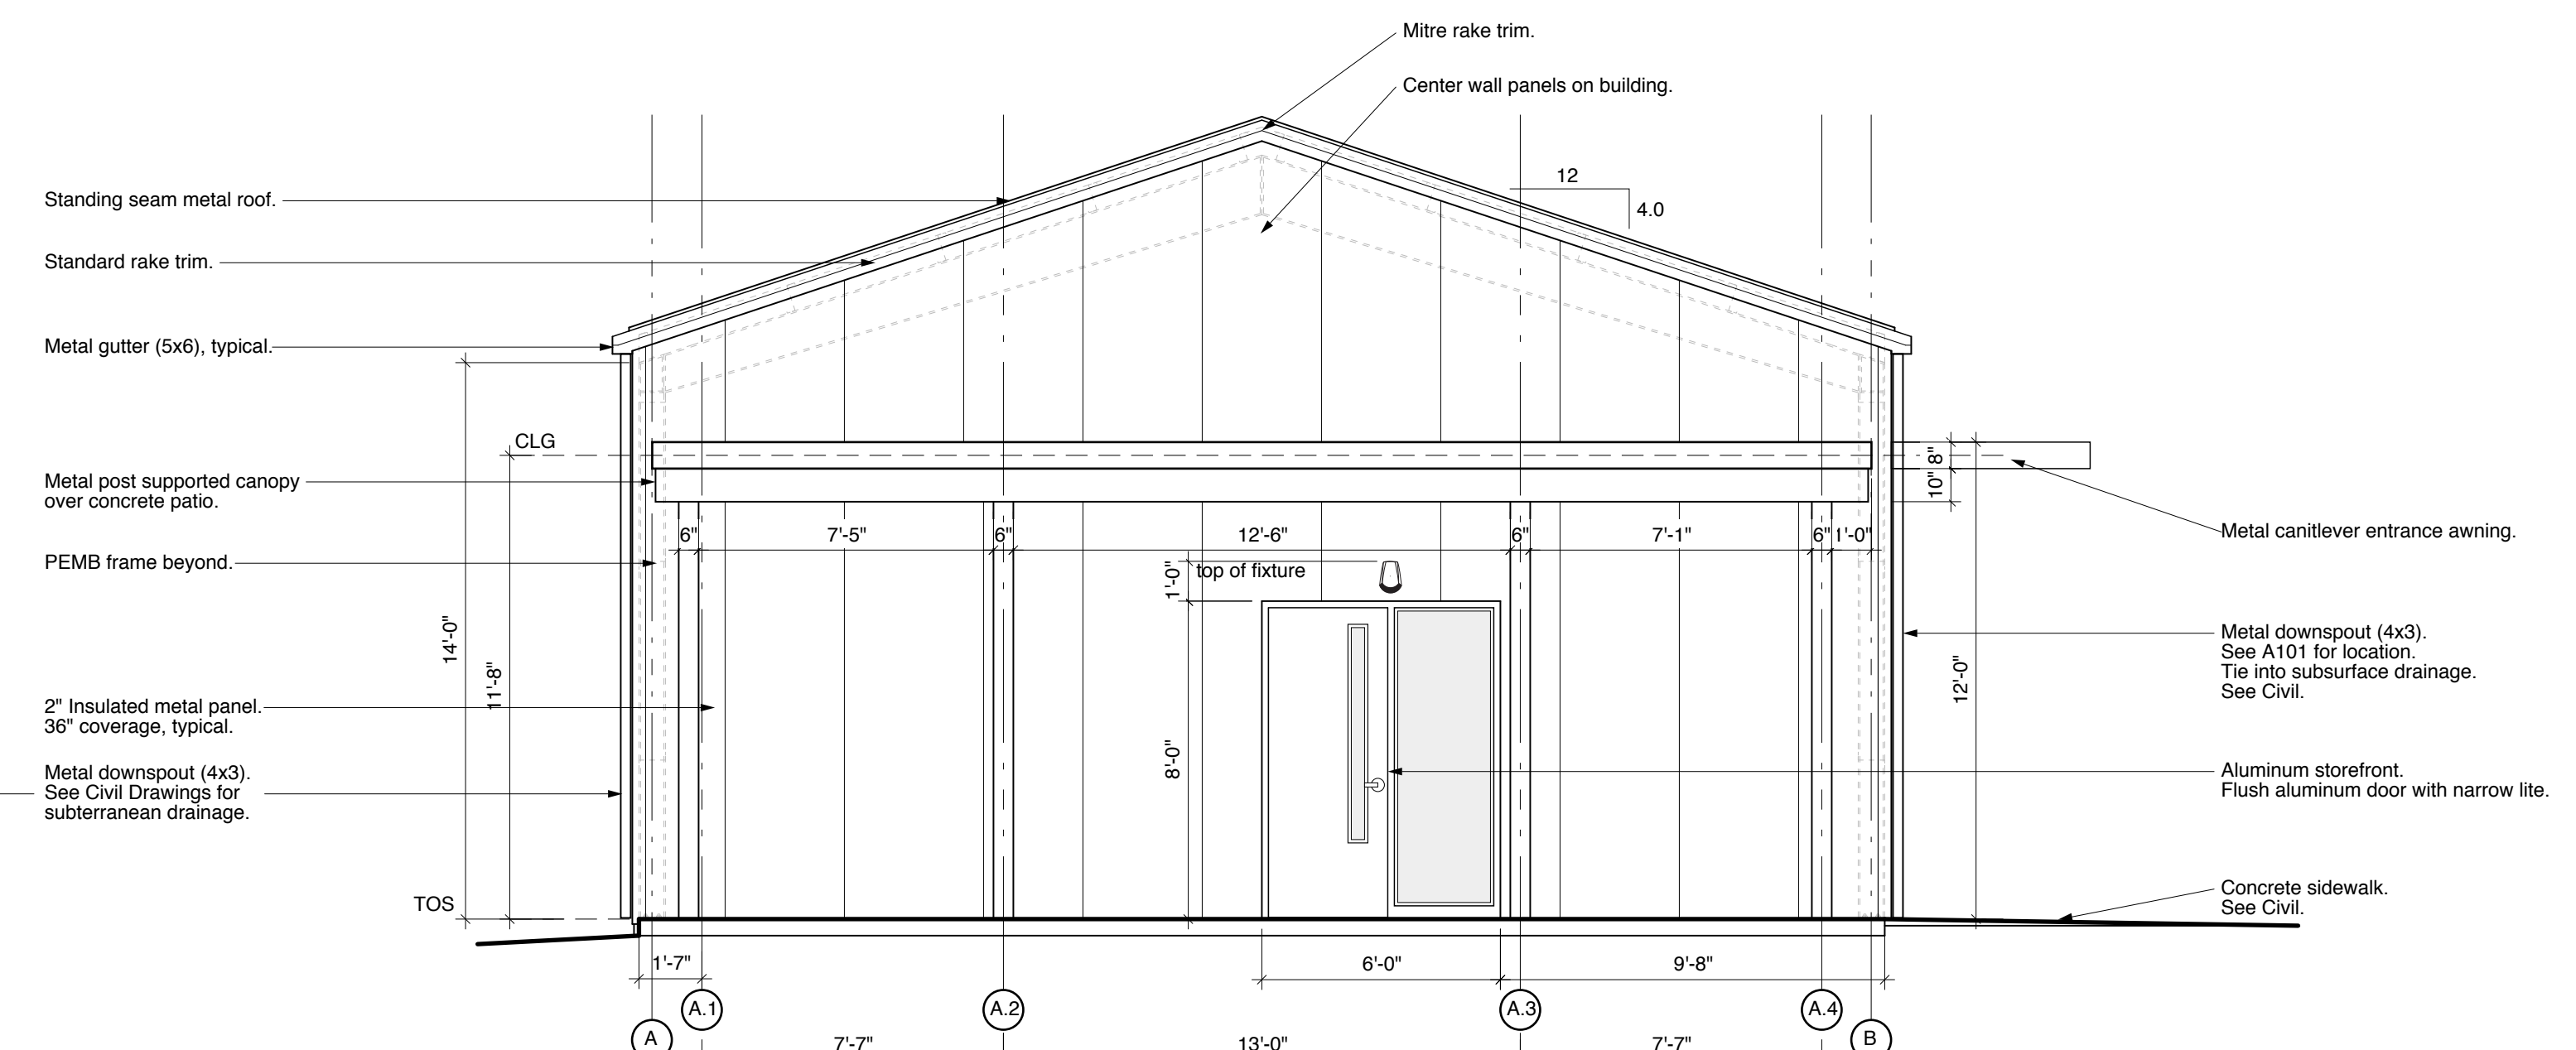 Mitre rake trim.
Center wall panels on building.
12
4.0
Standing seam metal roof.
Standard rake trim.
Metal gutter (5x6), typical.
CLG
Metal post supported canopy
over concrete patio.
PEMB frame beyond.
8"
10"
Metal canitlever entrance awning.
6"
7'-5"
6"
12'-6"
6"
7'-1"
6"
1'-0"
1'-0"
top of fixture
14'-0"
11'-8"
8'-0"
12'-0"
Metal downspout (4x3).
See A101 for location.
Tie into subsurface drainage.
See Civil.
2" Insulated metal panel.
36" coverage, typical.
Metal downspout (4x3).
See Civil Drawings for
subterranean drainage.
Aluminum storefront.
Flush aluminum door with narrow lite.
TOS
Concrete sidewalk.
See Civil.
1'-7"
6'-0"
9'-8"
A.1
A.2
A.3
A.4
A
B
7'-7"
13'-0"
7'-7"